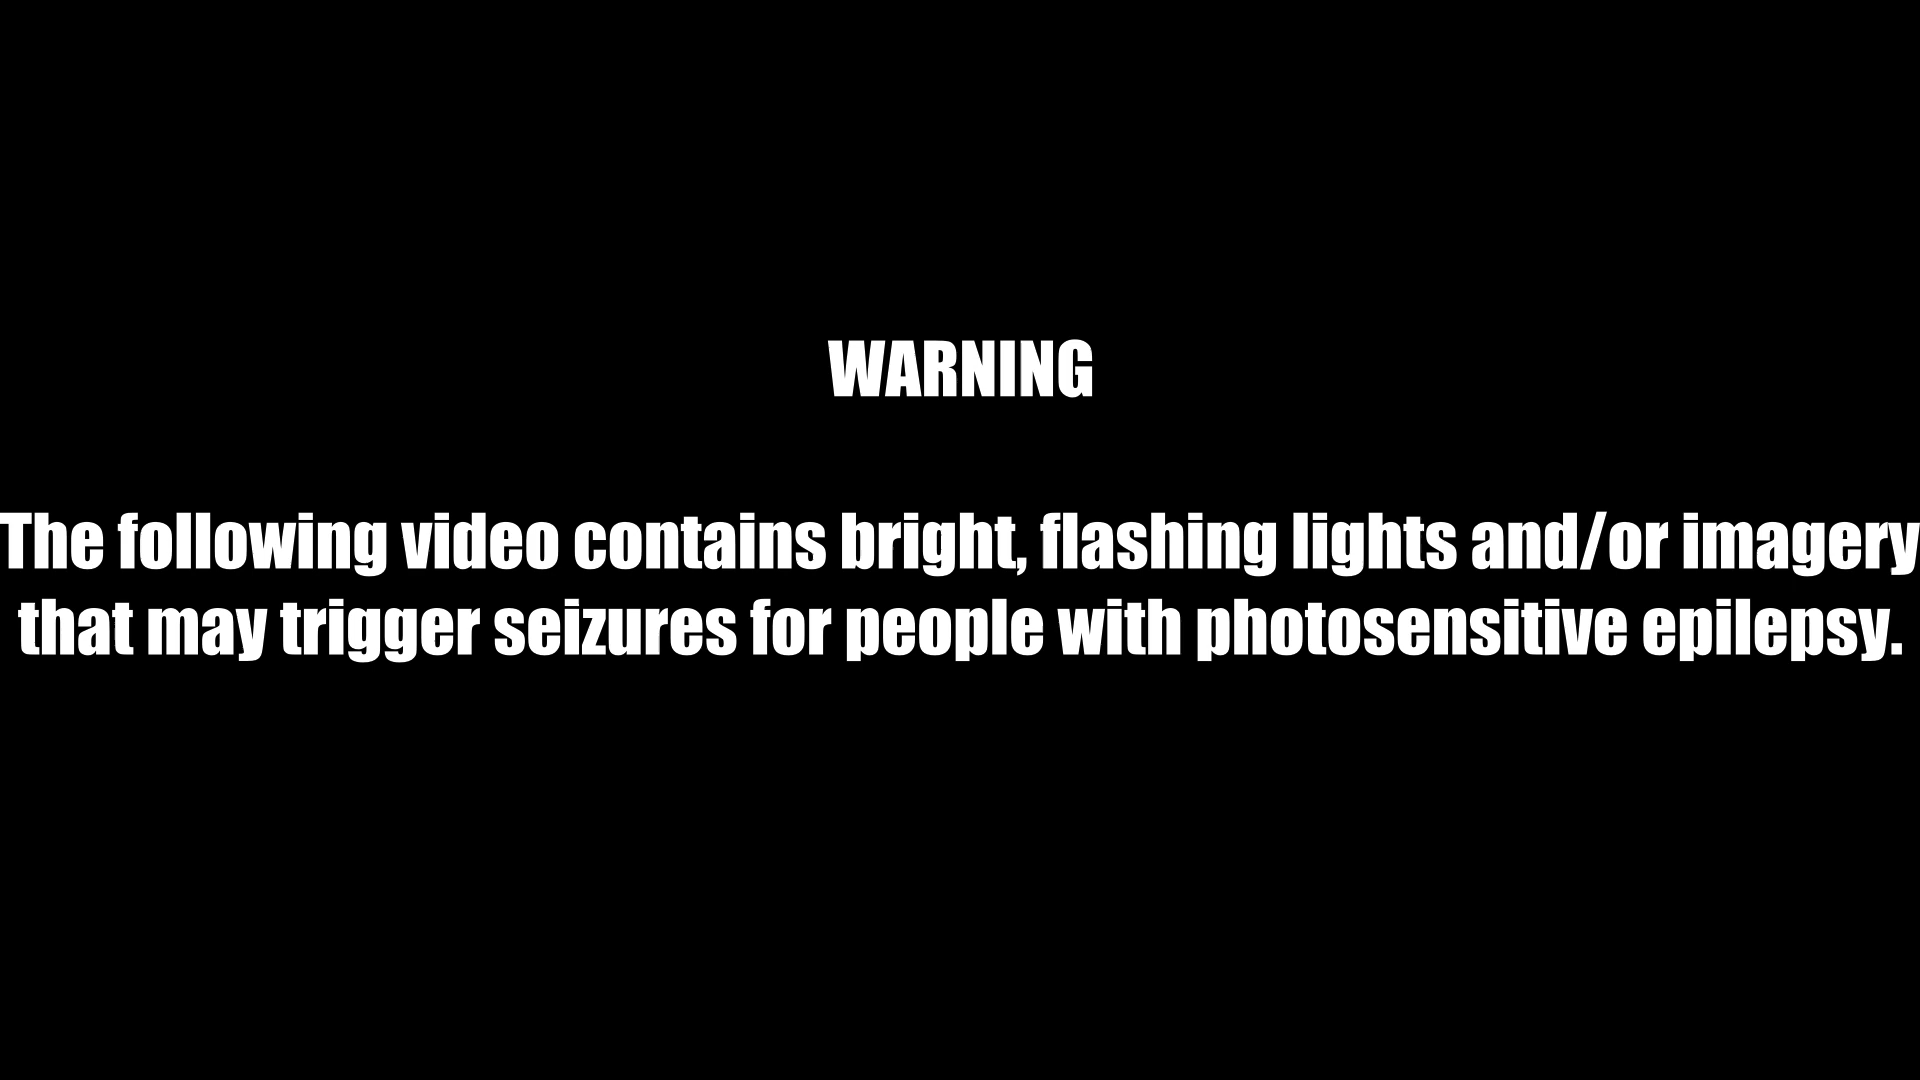 WARNING
The following video contains bright, flashing lights and/or imagery
that may trigger seizures for people with photosensitive epilepsy.